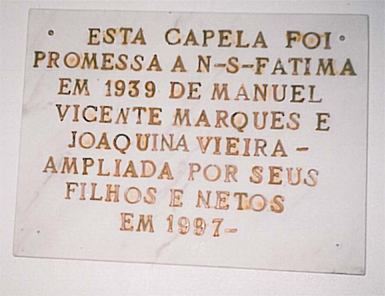 ESTA CAPELA FOI
PROMESSA A N-S-FATIMA
EM 1939 DE MANUEL
VICENTE MARQUES E
JOAQUINA VIEIRA-
AMPLIADA POR SEUS
FILHOS E NETOS
EM 1997-